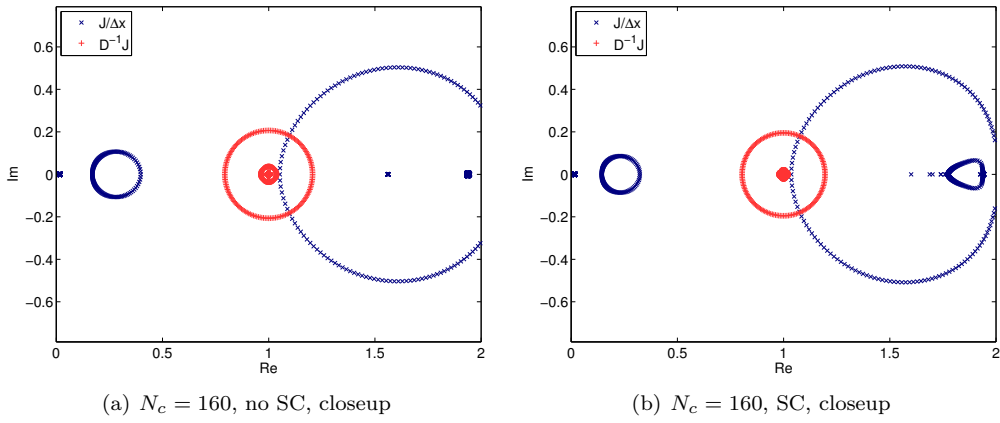 J/Δx
D⁻¹J
0.6
0.4
0.2
0
−0.2
−0.4
−0.6
Im
0 0.5 1 1.5 2
Re
(a) N_c = 160, no SC, closeup
J/Δx
D⁻¹J
0.6
0.4
0.2
0
−0.2
−0.4
−0.6
Im
0 0.5 1 1.5 2
Re
(b) N_c = 160, SC, closeup